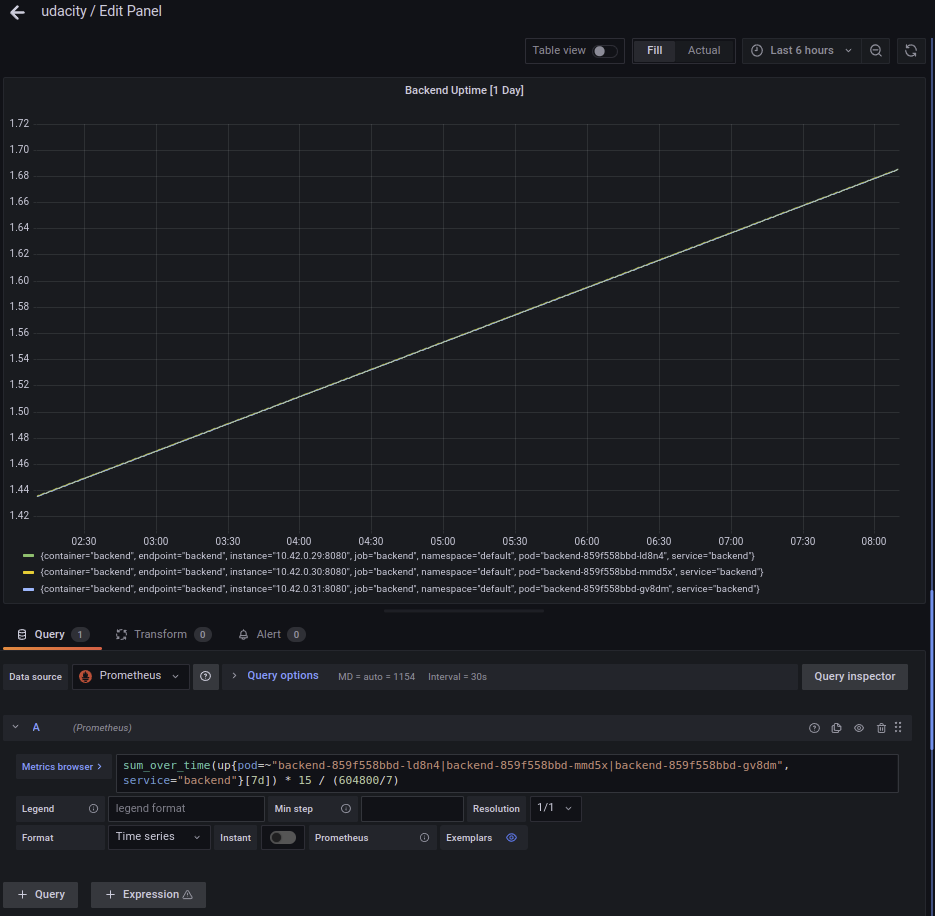 udacity / Edit Panel
Table view Fill Actual Last 6 hours
Backend Uptime [1 Day]
1.72
1.70
1.68
1.66
1.64
1.62
1.60
1.58
1.56
1.54
1.52
1.50
1.48
1.46
1.44
1.42
02:30 03:00 03:30 04:00 04:30 05:00 05:30 06:00 06:30 07:00 07:30 08:00
{container="backend", endpoint="backend", instance="10.42.0.29:8080", job="backend", namespace="default", pod="backend-859f558bbd-ld8n4", service="backend"}
{container="backend", endpoint="backend", instance="10.42.0.30:8080", job="backend", namespace="default", pod="backend-859f558bbd-mmd5x", service="backend"}
{container="backend", endpoint="backend", instance="10.42.0.31:8080", job="backend", namespace="default", pod="backend-859f558bbd-gv8dm", service="backend"}
Query 1 Transform 0 Alert 0
Data source Prometheus Query options MD = auto = 1154 Interval = 30s Query inspector
A (Prometheus)
Metrics browser > sum_over_time(up{pod=~"backend-859f558bbd-ld8n4|backend-859f558bbd-mmd5x|backend-859f558bbd-gv8dm",
service="backend"}[7d]) * 15 / (604800/7)
Legend legend format Min step Resolution 1/1
Format Time series Instant Prometheus Exemplars
+ Query + Expression